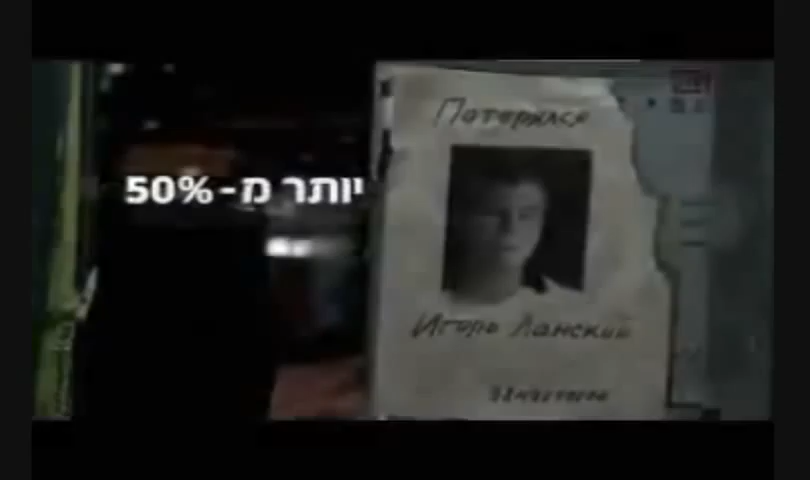 יותר מ-50%
Потерялся
Игорь Ланский